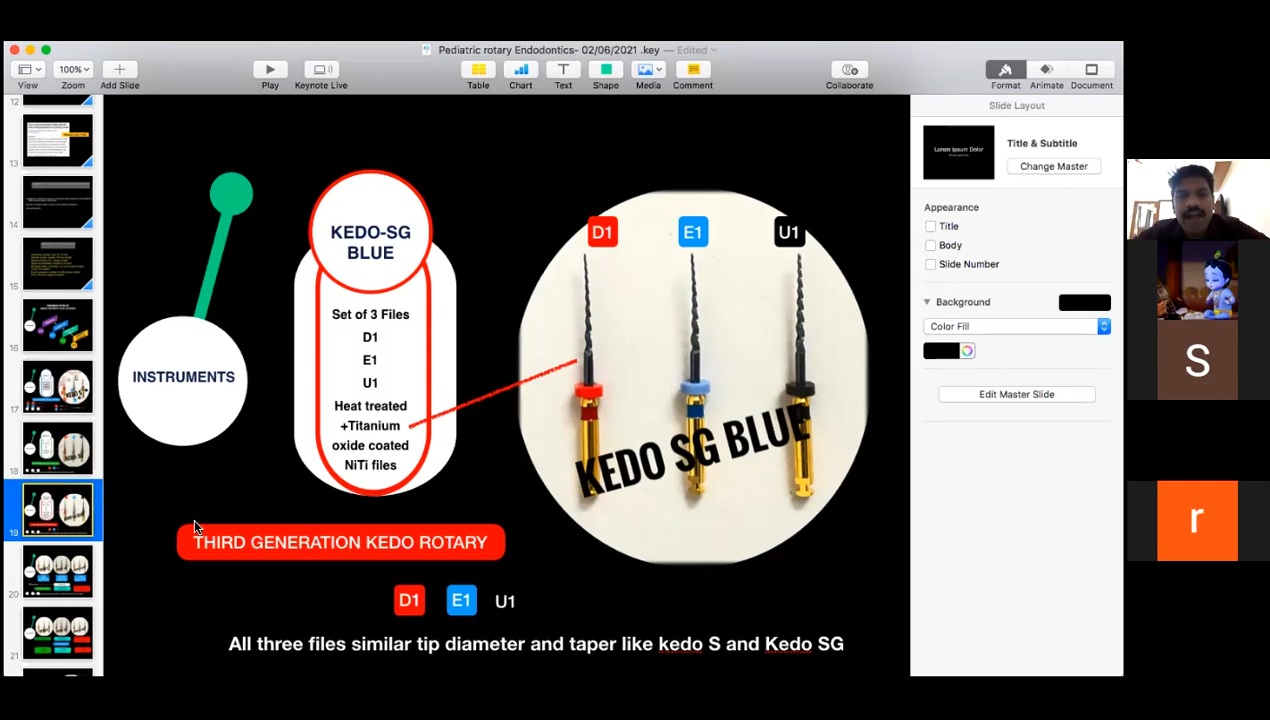 Pediatric rotary Endodontics- 02/06/2021 .key — Edited
100%
View
Zoom
Add Slide
Play
Keynote Live
Table
Chart
Text
Shape
Media
Comment
Collaborate
Format
Animate
Document
12
13
14
15
16
17
18
19
20
21
INSTRUMENTS
KEDO-SG
BLUE
Set of 3 Files
D1
E1
U1
Heat treated
+Titanium
oxide coated
NiTi files
D1
E1
U1
KEDO SG BLUE
THIRD GENERATION KEDO ROTARY
D1
E1
U1
All three files similar tip diameter and taper like kedo S and Kedo SG
Slide Layout
Lorem Ipsum Dolor
Title & Subtitle
Change Master
Appearance
Title
Body
Slide Number
Background
Color Fill
Edit Master Slide
S
r